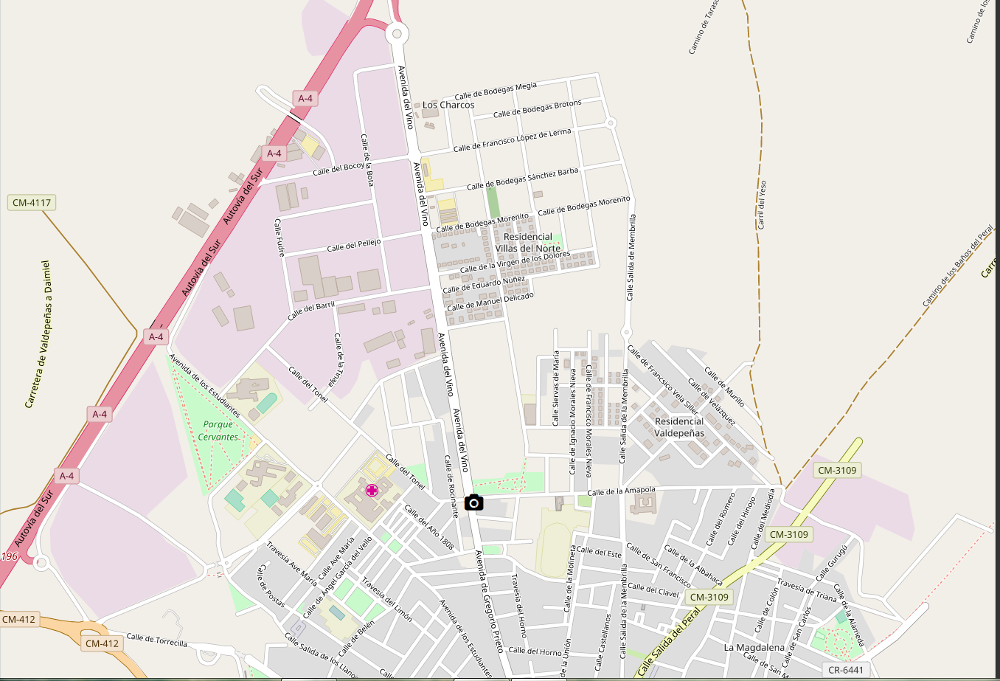 Camino de Taras
Camino de los
A-4
Avenida del Vino
Los Charcos
Calle de Bodegas Megía
Calle de Bodegas Brotons
Calle de Francisco López de Lerma
A-4
Calle del Bocoy
Calle de la Bota
Avenida del Vino
Calle de Bodegas Sánchez Barba
Autovía del Sur
CM-4117
Carril del Yeso
Calle de Bodegas Morenito
Calle de Bodegas Morenito
Calle Fudre
Calle del Pellejo
Residencial
Villas del Norte
Autovía del Sur
Calle Salida de Membrilla
Camino de los Baños del Peral
Carre
Calle de la Virgen de los Dolores
Calle de Eduardo Núñez
Calle de Manuel Delicado
Calle del Barril
A-4
Carretera de Valdepeñas a Daimiel
Avenida de los Estudiantes
Calle de la Tinaja
Calle del Tonel
Avenida del Vino
Avenida del Vino
Calle Siervas de María
Calle de Ignacio Morales Nieva
Calle de Francisco Morales Nieva
Calle Salida de la Membrilla
Calle de Francisco Vela Siller
Calle de Murillo
Calle de Velázquez
Residencial
Valdepeñas
A-4
Parque
Cervantes
A-4
Calle del Tonel
Calle de Rocinante
CM-3109
Calle de la Amapola
Autovía del Sur
Calle del Año 1808
Calle del Romero
Calle del Hinojo
Calle del Mediodía
CM-3109
196
Travesía Ave. María
Calle Ave María
Calle de Ángel García del Vello
Calle de Postas
Travesía del Limón
Calle de Belén
Avenida de Gregorio Prieto
Travesía del Horno
Calle del Horno
Avenida de los Estudiantes
Calle de la Molineta
Calle del Este
Calle de San Francisco
Calle de la Albahaca
Calle del Clavel
Calle Gurugú
Travesía de Triana
CM-3109
Calle de Colón
Calle de San Carlos
Calle de la Alameda
CM-412
CM-412
Calle de Torrecilla
Calle Salida de los Llanos
de la Unión
Calle Castellanos
Calle Salida de la Membrilla
Calle Salida del Peral
La Magdalena
Calle de San M
CR-6441